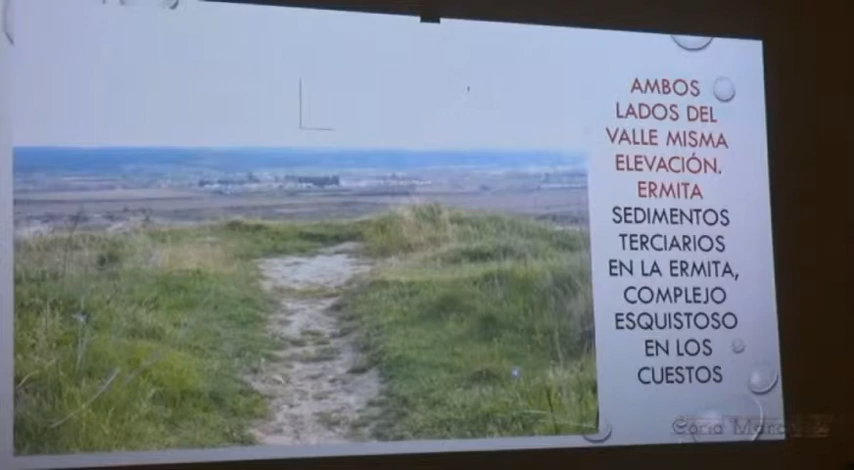 AMBOS
LADOS DEL
VALLE MISMA
ELEVACIÓN.
ERMITA
SEDIMENTOS
TERCIARIOS
EN LA ERMITA,
COMPLEJO
ESQUISTOSO
EN LOS
CUESTOS